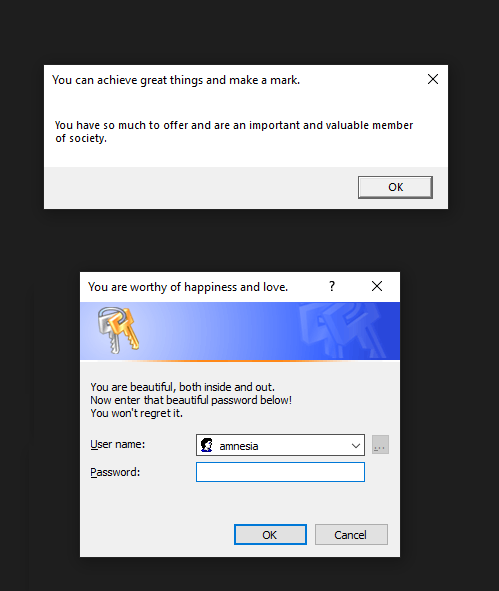 You can achieve great things and make a mark.
You have so much to offer and are an important and valuable member
of society.
OK
You are worthy of happiness and love. ?
You are beautiful, both inside and out.
Now enter that beautiful password below!
You won't regret it.
User name: amnesia ...
Password:
OK Cancel